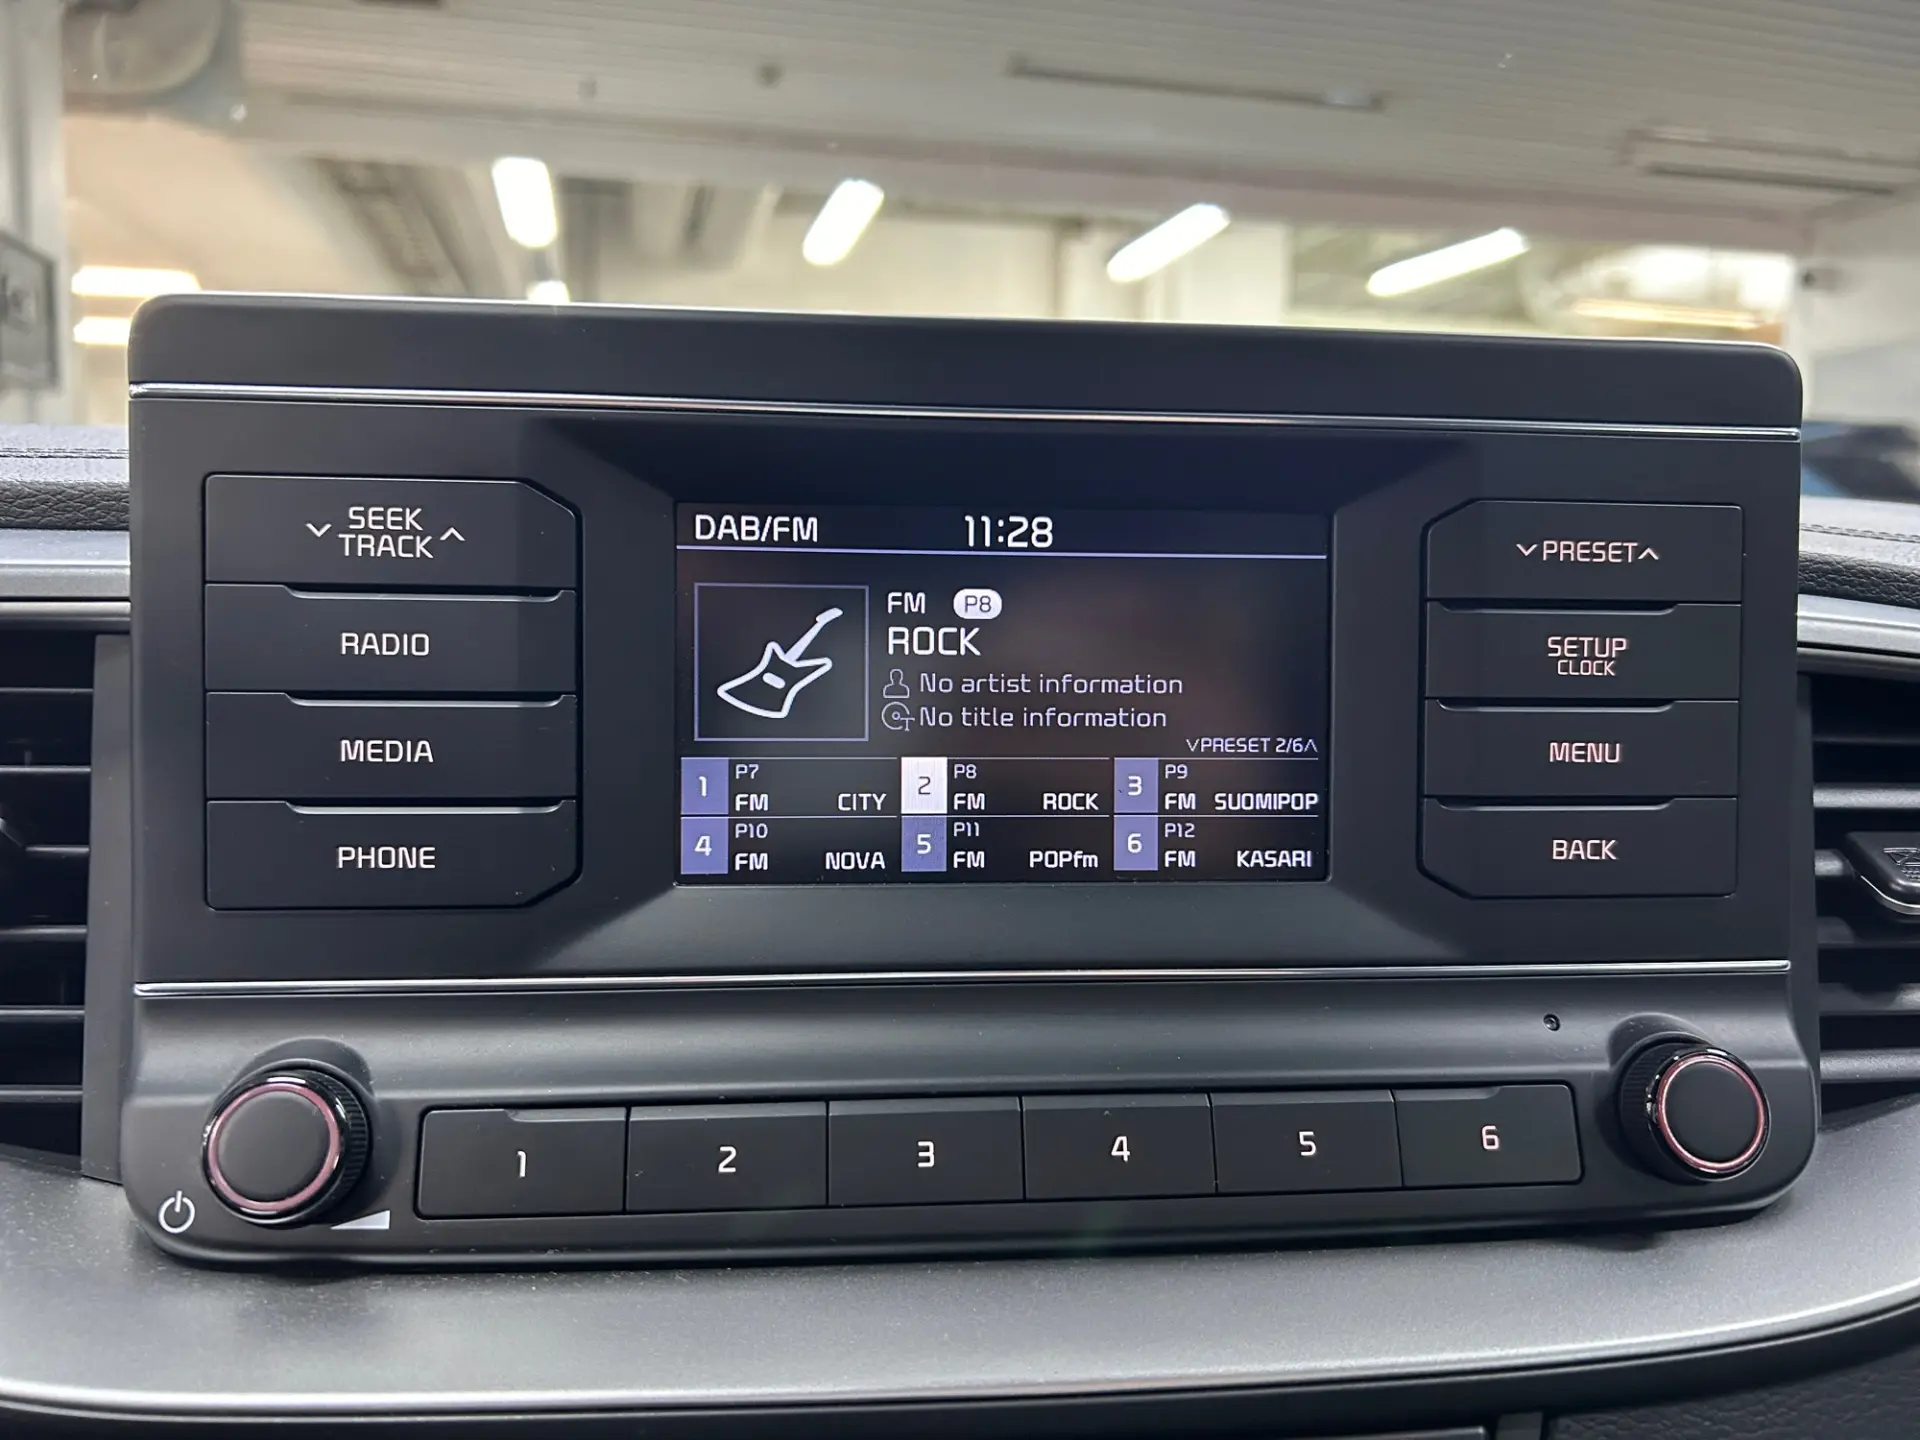 SEEK
TRACK
RADIO
MEDIA
PHONE
DAB/FM 11:28
FM P8
ROCK
No artist information
No title information
PRESET 2/6
1 P7 FM CITY
2 P8 FM ROCK
3 P9 FM SUOMIPOP
4 P10 FM NOVA
5 P11 FM POPfm
6 P12 FM KASARI
PRESET
SETUP
CLOCK
MENU
BACK
1 2 3 4 5 6